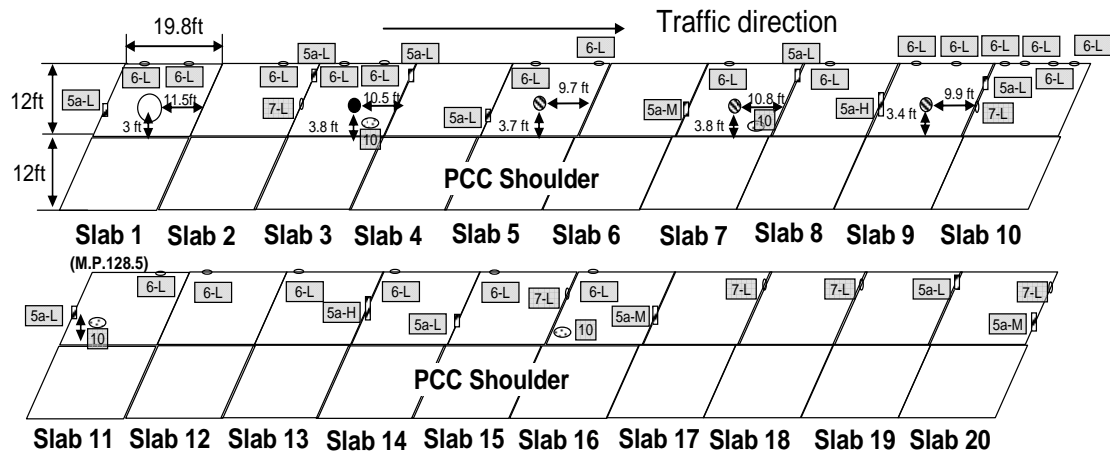 19.8ft
Traffic direction
5a-L 5a-L 6-L 5a-L 6-L 6-L 6-L 6-L 6-L
6-L 6-L 6-L 6-L 6-L 6-L 6-L 6-L 6-L 6-L
12ft 5a-L 11.5ft 7-L 10.5 ft 5a-L 9.7 ft 5a-M 10.8 ft 5a-H 9.9 ft 5a-L
3 ft 3.8 ft 10 3.7 ft 3.8 ft 10 3.4 ft 7-L
12ft
PCC Shoulder
Slab 1 Slab 2 Slab 3 Slab 4 Slab 5 Slab 6 Slab 7 Slab 8 Slab 9 Slab 10
(M.P.128.5)
6-L 6-L 6-L 6-L 6-L 7-L 6-L 7-L 7-L 5a-L 7-L
5a-L 10 5a-H 5a-L 10 5a-M 5a-M
PCC Shoulder
Slab 11 Slab 12 Slab 13 Slab 14 Slab 15 Slab 16 Slab 17 Slab 18 Slab 19 Slab 20